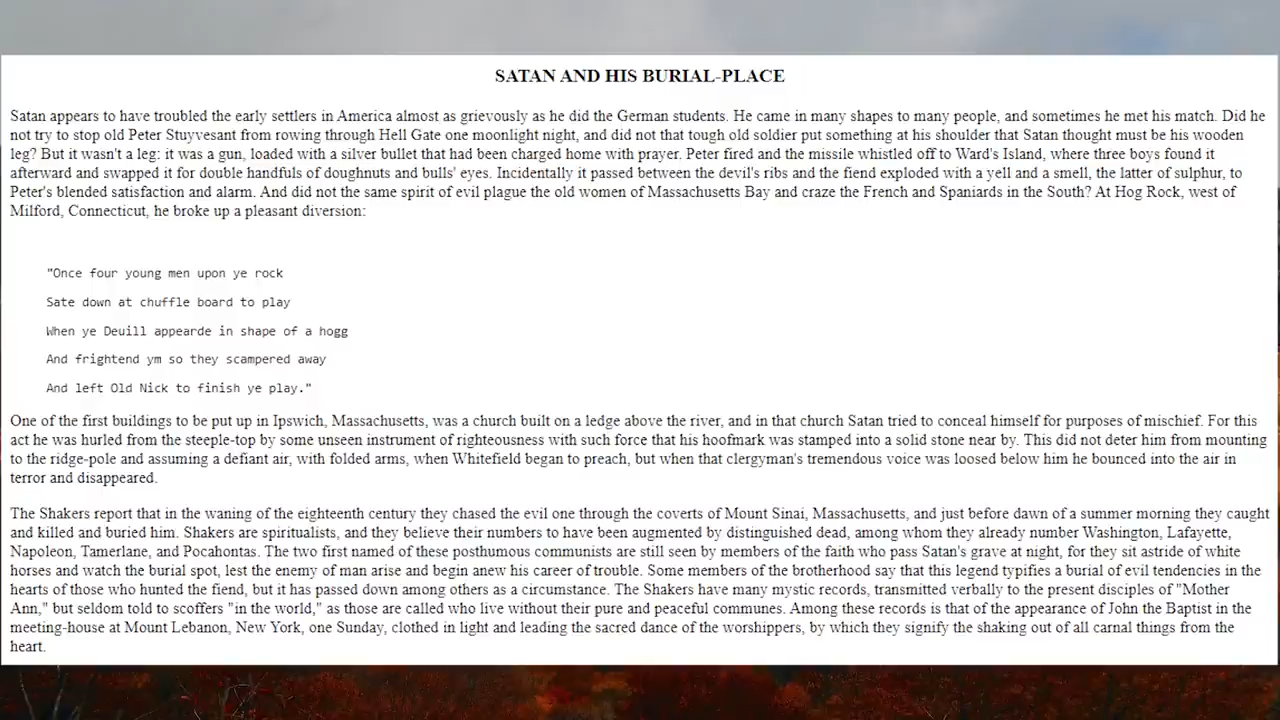 SATAN AND HIS BURIAL-PLACE
Satan appears to have troubled the early settlers in America almost as grievously as he did the German students. He came in many shapes to many people, and sometimes he met his match. Did he
not try to stop old Peter Stuyvesant from rowing through Hell Gate one moonlight night, and did not that tough old soldier put something at his shoulder that Satan thought must be his wooden
leg? But it wasn't a leg: it was a gun, loaded with a silver bullet that had been charged home with prayer. Peter fired and the missile whistled off to Ward's Island, where three boys found it
afterward and swapped it for double handfuls of doughnuts and bulls' eyes. Incidentally it passed between the devil's ribs and the fiend exploded with a yell and a smell, the latter of sulphur, to
Peter's blended satisfaction and alarm. And did not the same spirit of evil plague the old women of Massachusetts Bay and craze the French and Spaniards in the South? At Hog Rock, west of
Milford, Connecticut, he broke up a pleasant diversion:
"Once four young men upon ye rock
Sate down at chuffle board to play
When ye Deuill appearde in shape of a hogg
And frightend ym so they scampered away
And left Old Nick to finish ye play."
One of the first buildings to be put up in Ipswich, Massachusetts, was a church built on a ledge above the river, and in that church Satan tried to conceal himself for purposes of mischief. For this
act he was hurled from the steeple-top by some unseen instrument of righteousness with such force that his hoofmark was stamped into a solid stone near by. This did not deter him from mounting
to the ridge-pole and assuming a defiant air, with folded arms, when Whitefield began to preach, but when that clergyman's tremendous voice was loosed below him he bounced into the air in
terror and disappeared.
The Shakers report that in the waning of the eighteenth century they chased the evil one through the coverts of Mount Sinai, Massachusetts, and just before dawn of a summer morning they caught
and killed and buried him. Shakers are spiritualists, and they believe their numbers to have been augmented by distinguished dead, among whom they already number Washington, Lafayette,
Napoleon, Tamerlane, and Pocahontas. The two first named of these posthumous communists are still seen by members of the faith who pass Satan's grave at night, for they sit astride of white
horses and watch the burial spot, lest the enemy of man arise and begin anew his career of trouble. Some members of the brotherhood say that this legend typifies a burial of evil tendencies in the
hearts of those who hunted the fiend, but it has passed down among others as a circumstance. The Shakers have many mystic records, transmitted verbally to the present disciples of "Mother
Ann," but seldom told to scoffers "in the world," as those are called who live without their pure and peaceful communes. Among these records is that of the appearance of John the Baptist in the
meeting-house at Mount Lebanon, New York, one Sunday, clothed in light and leading the sacred dance of the worshippers, by which they signify the shaking out of all carnal things from the
heart.